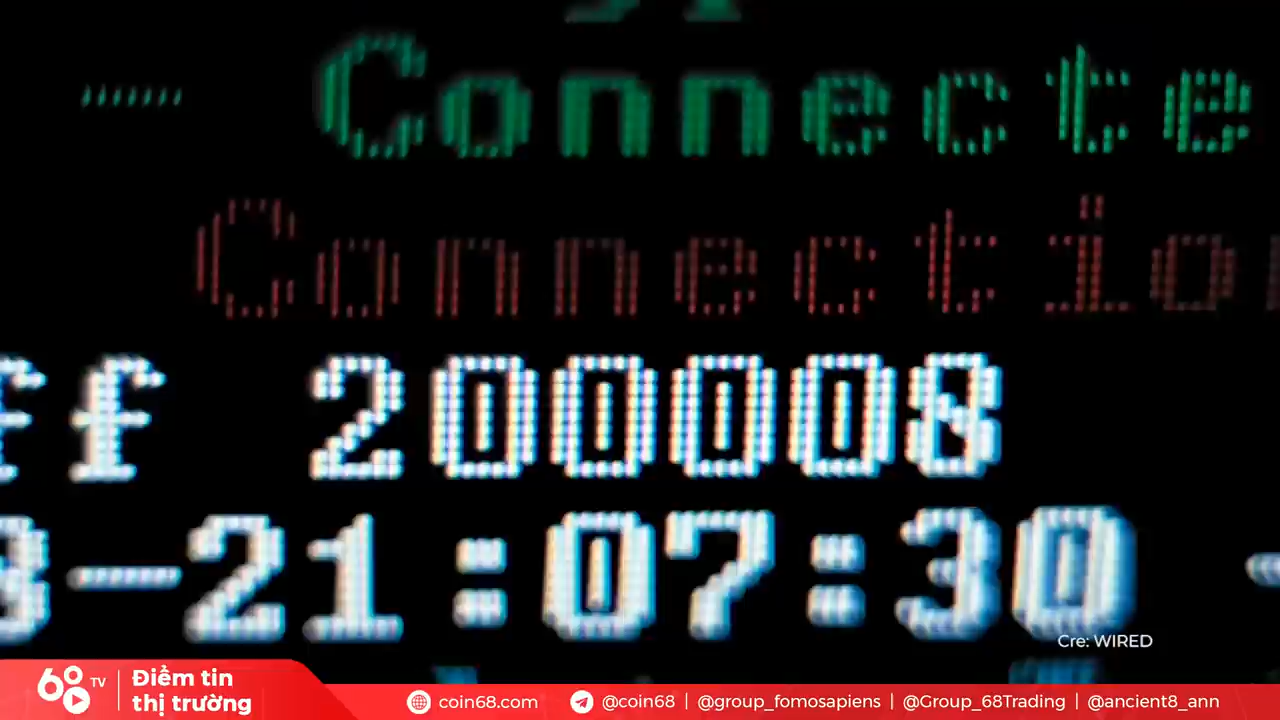 - Connecte
Connectio
ff 200008
3-21:07:30 -
Cre: WIRED
68 TV
Điểm tin
thị trường
coin68.com
@coin68 | @group_fomosapiens | @Group_68Trading | @ancient8_ann